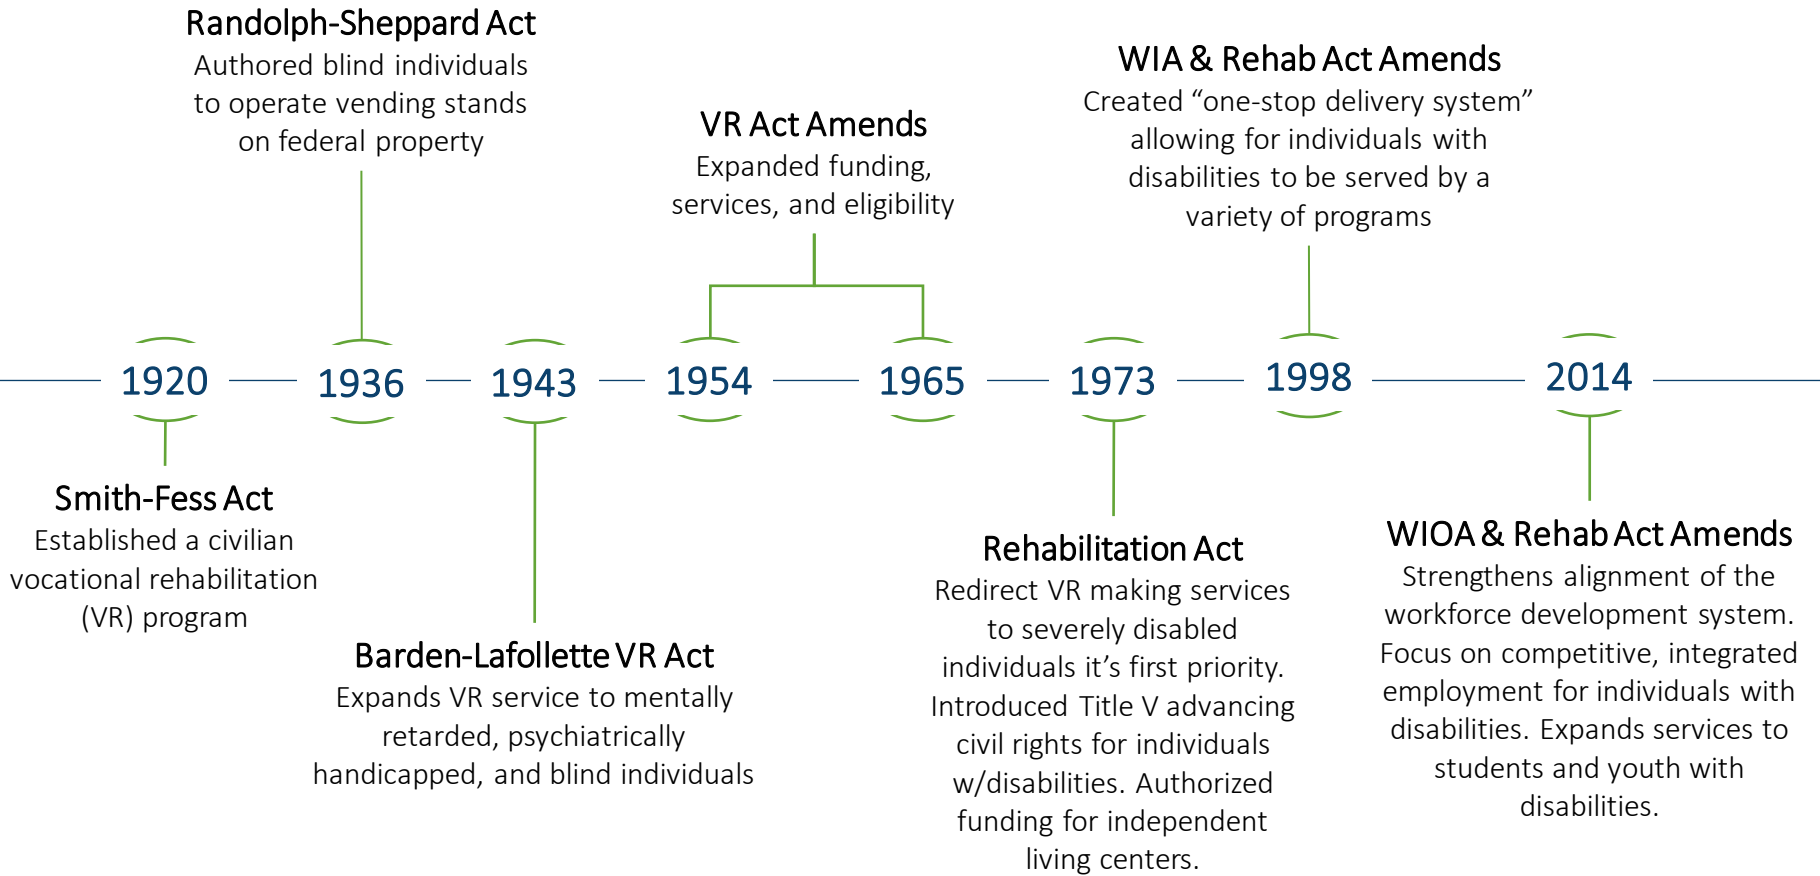 Randolph-Sheppard Act
Authored blind individuals
to operate vending stands
on federal property
VR Act Amends
Expanded funding,
services, and eligibility
WIA & Rehab Act Amends
Created “one-stop delivery system”
allowing for individuals with
disabilities to be served by a
variety of programs
1920
1936
1943
1954
1965
1973
1998
2014
Smith-Fess Act
Established a civilian
vocational rehabilitation
(VR) program
Barden-Lafollette VR Act
Expands VR service to mentally
retarded, psychiatrically
handicapped, and blind individuals
Rehabilitation Act
Redirect VR making services
to severely disabled
individuals it’s first priority.
Introduced Title V advancing
civil rights for individuals
w/disabilities. Authorized
funding for independent
living centers.
WIOA & Rehab Act Amends
Strengthens alignment of the
workforce development system.
Focus on competitive, integrated
employment for individuals with
disabilities. Expands services to
students and youth with
disabilities.